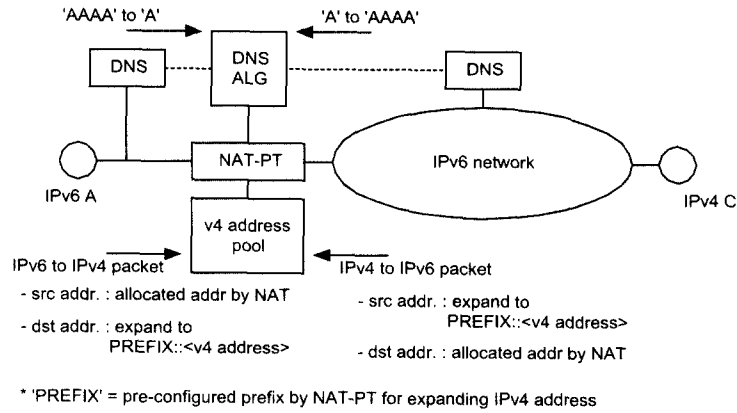 'AAAA' to 'A'
'A' to 'AAAA'
DNS
DNS
ALG
DNS
NAT-PT
IPv6 network
IPv6 A
IPv4 C
v4 address
pool
IPv6 to IPv4 packet
- src addr. : allocated addr by NAT
- dst addr. : expand to
PREFIX::<v4 address>
IPv4 to IPv6 packet
- src addr. : expand to
PREFIX::<v4 address>
- dst addr. : allocated addr by NAT
* 'PREFIX' = pre-configured prefix by NAT-PT for expanding IPv4 address